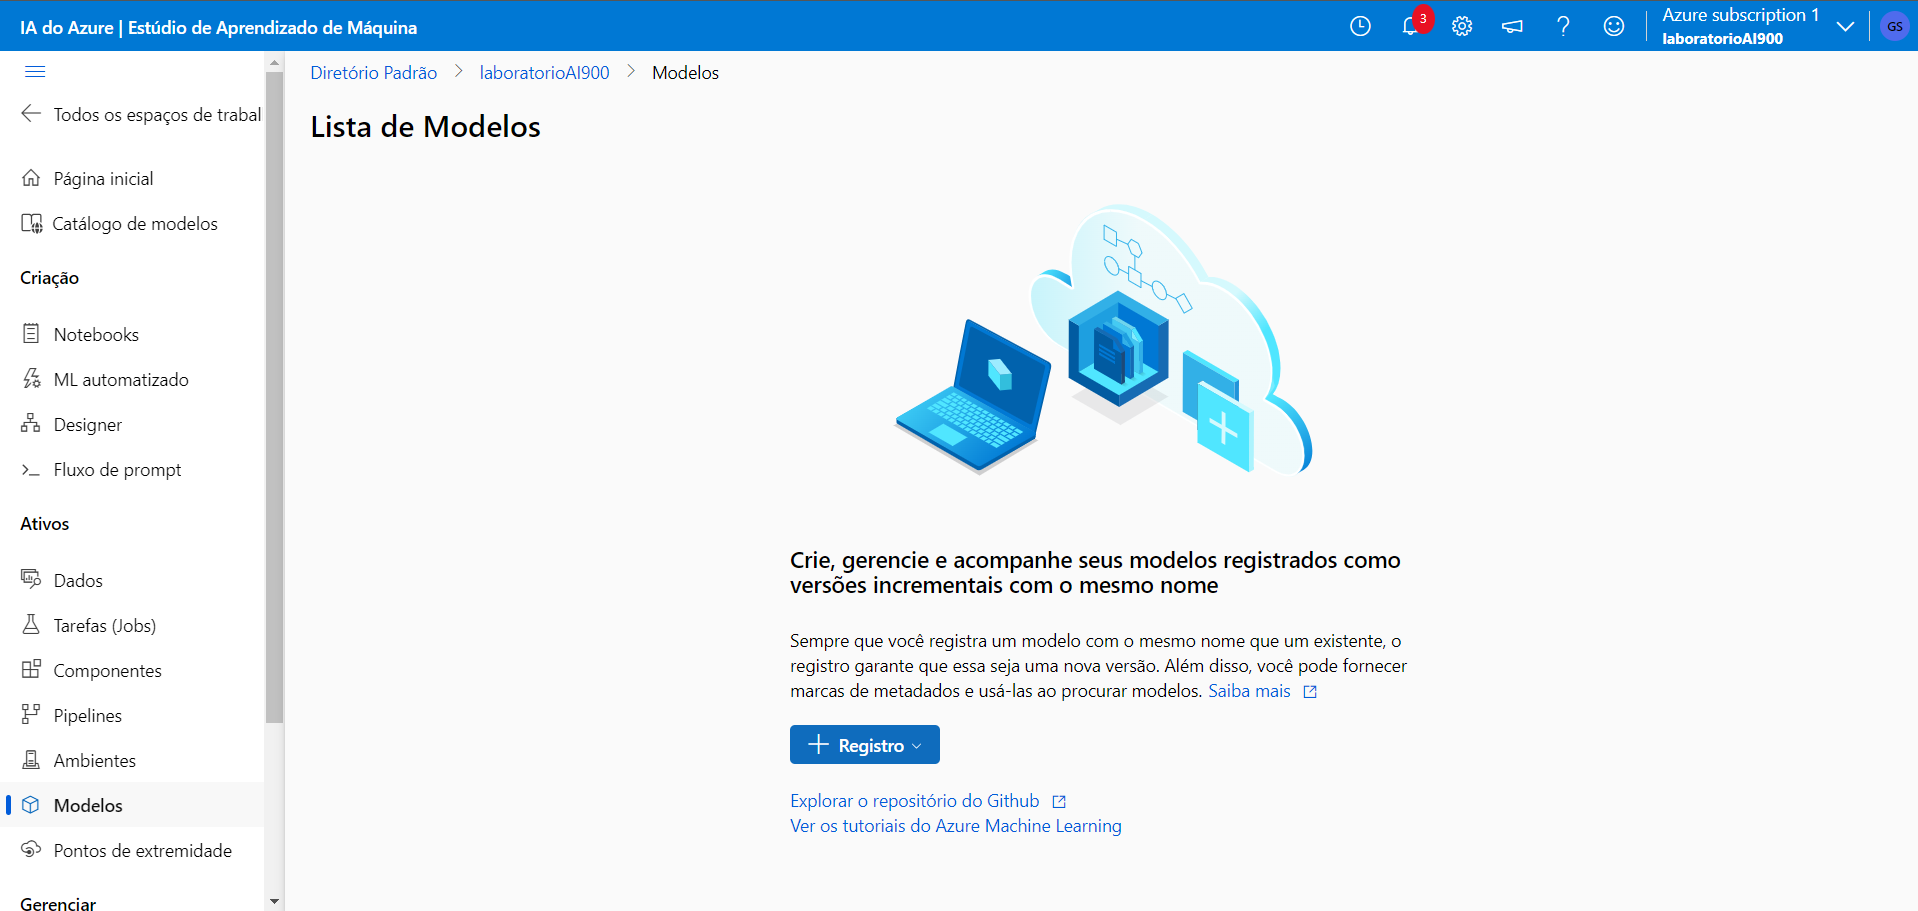 IA do Azure | Estúdio de Aprendizado de Máquina
3
Azure subscription 1
laboratorioAI900
GS
Todos os espaços de trabal
Página inicial
Catálogo de modelos
Criação
Notebooks
ML automatizado
Designer
Fluxo de prompt
Ativos
Dados
Tarefas (Jobs)
Componentes
Pipelines
Ambientes
Modelos
Pontos de extremidade
Gerenciar
Diretório Padrão > laboratorioAI900 > Modelos
Lista de Modelos
Crie, gerencie e acompanhe seus modelos registrados como
versões incrementais com o mesmo nome
Sempre que você registra um modelo com o mesmo nome que um existente, o
registro garante que essa seja uma nova versão. Além disso, você pode fornecer
marcas de metadados e usá-las ao procurar modelos. Saiba mais
Registro
Explorar o repositório do Github
Ver os tutoriais do Azure Machine Learning